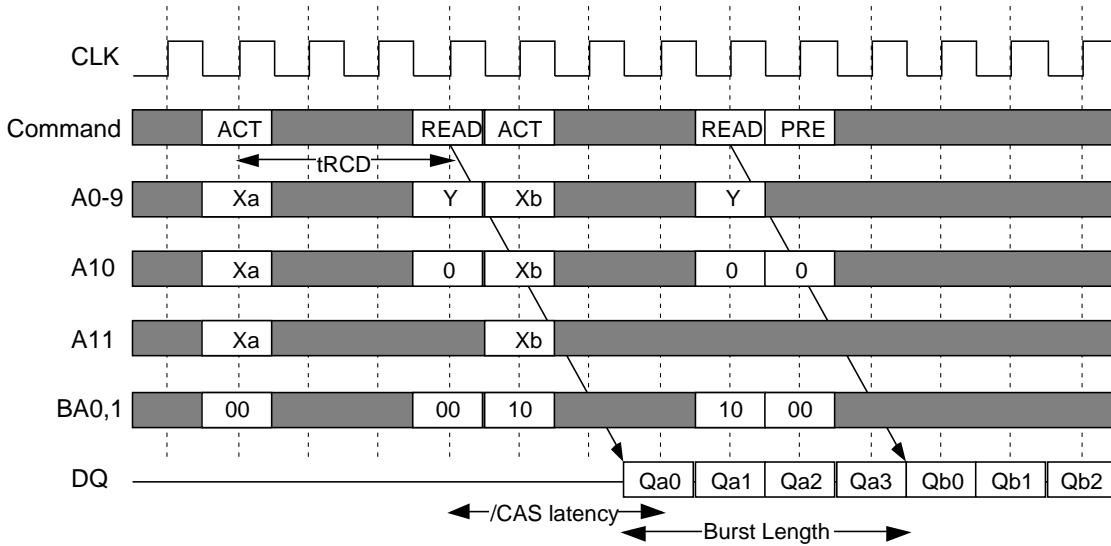 CLK
Command ACT READ ACT READ PRE
tRCD
A0-9 Xa Y Xb Y
A10 Xa 0 Xb 0 0
A11 Xa Xb
BA0,1 00 00 10 10 00
DQ Qa0 Qa1 Qa2 Qa3 Qb0 Qb1 Qb2
/CAS latency
Burst Length